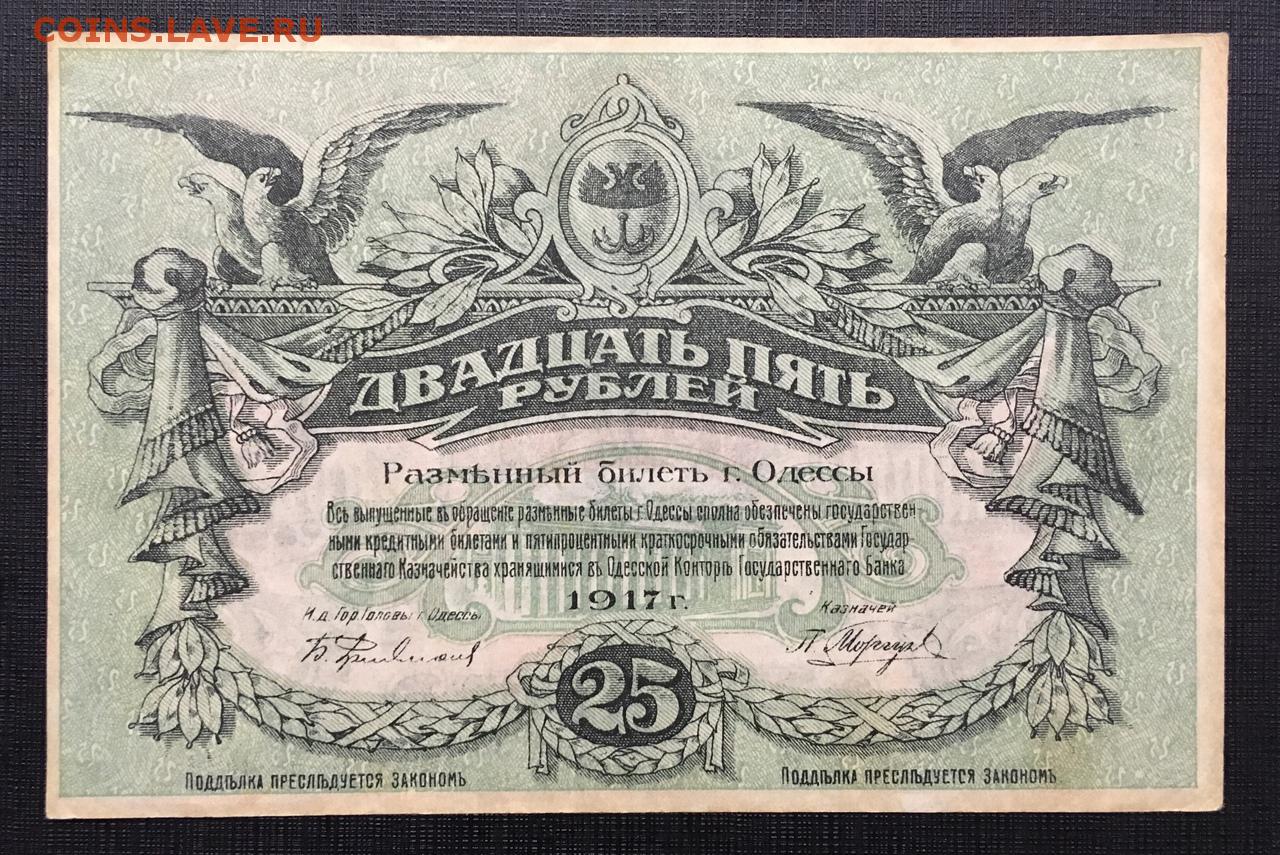 COINS.LAVE.RU
ДВАДЦАТЬ ПЯТЬ
РУБЛЕЙ
Размѣнный билетъ г. Одессы
Всѣ выпущенные въ обращение размѣнные билеты г. Одессы сполна обезпечены государствен-
ными кредитными билетами и пятипроцентными краткосрочными обязательствами Государ-
ственнаго Казначейства хранящимися въ Одесской Конторѣ Государственнаго Банка
1917 г.
И.д. Гор. Головы г. Одессы
Казначей
25
Поддѣлка преслѣдуется закономъ
Поддѣлка преслѣдуется закономъ